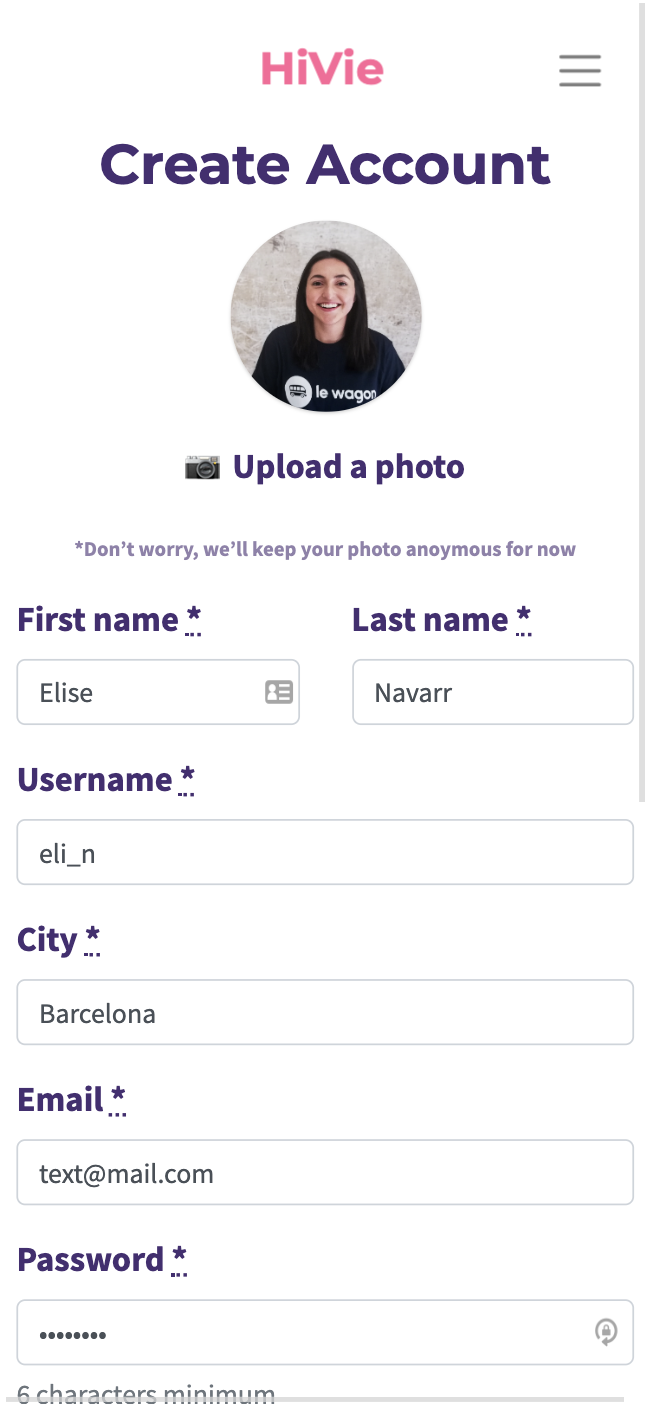 HiVie
Create Account
le wagon
Upload a photo
*Don’t worry, we’ll keep your photo anoymous for now
First name * Last name *
Elise Navarr
Username *
eli_n
City *
Barcelona
Email *
text@mail.com
Password *
••••••••
6 characters minimum